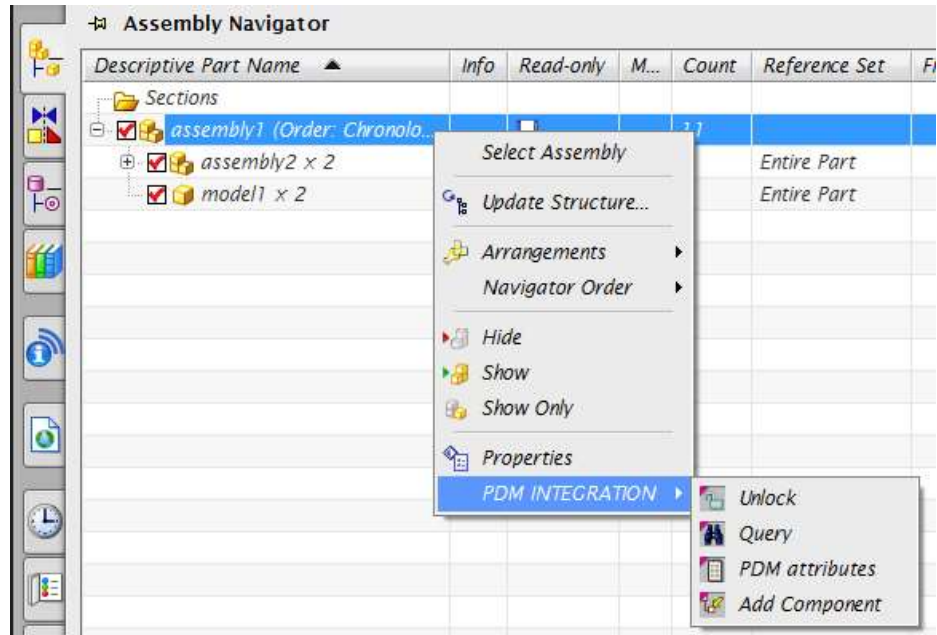 Assembly Navigator
Descriptive Part Name Info Read-only M... Count Reference Set
Sections
assembly1 (Order: Chronolo... 11
assembly2 × 2 Entire Part
model1 × 2 Entire Part
Select Assembly
Update Structure...
Arrangements
Navigator Order
Hide
Show
Show Only
Properties
PDM INTEGRATION
Unlock
Query
PDM attributes
Add Component